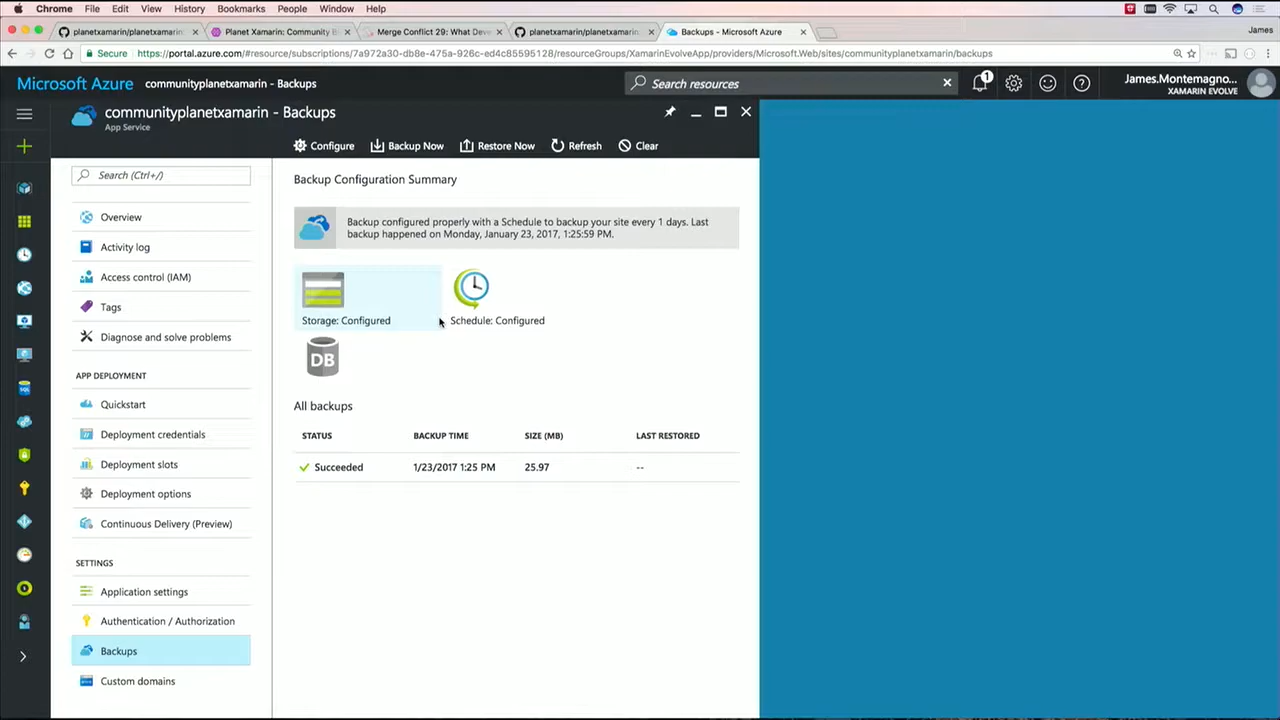 Chrome File Edit View History Bookmarks People Window Help
planetxamarin/planetxamarin Planet Xamarin: Community B Merge Conflict 29: What Deve planetxamarin/planetxamarin Backups - Microsoft Azure James
Secure https://portal.azure.com/#resource/subscriptions/7a972a30-db8e-475a-926c-ed4c85595128/resourceGroups/XamarinEvolveApp/providers/Microsoft.Web/sites/communityplanetxamarin/backups
Microsoft Azure communityplanetxamarin - Backups Search resources 1 James.Montemagno...
XAMARIN EVOLVE
communityplanetxamarin - Backups
App Service
Configure Backup Now Restore Now Refresh Clear
Search (Ctrl+/)
Overview
Activity log
Access control (IAM)
Tags
Diagnose and solve problems
APP DEPLOYMENT
Quickstart
Deployment credentials
Deployment slots
Deployment options
Continuous Delivery (Preview)
SETTINGS
Application settings
Authentication / Authorization
Backups
Custom domains
Backup Configuration Summary
Backup configured properly with a Schedule to backup your site every 1 days. Last
backup happened on Monday, January 23, 2017, 1:25:59 PM.
Storage: Configured Schedule: Configured
DB
All backups
STATUS BACKUP TIME SIZE (MB) LAST RESTORED
Succeeded 1/23/2017 1:25 PM 25.97 --